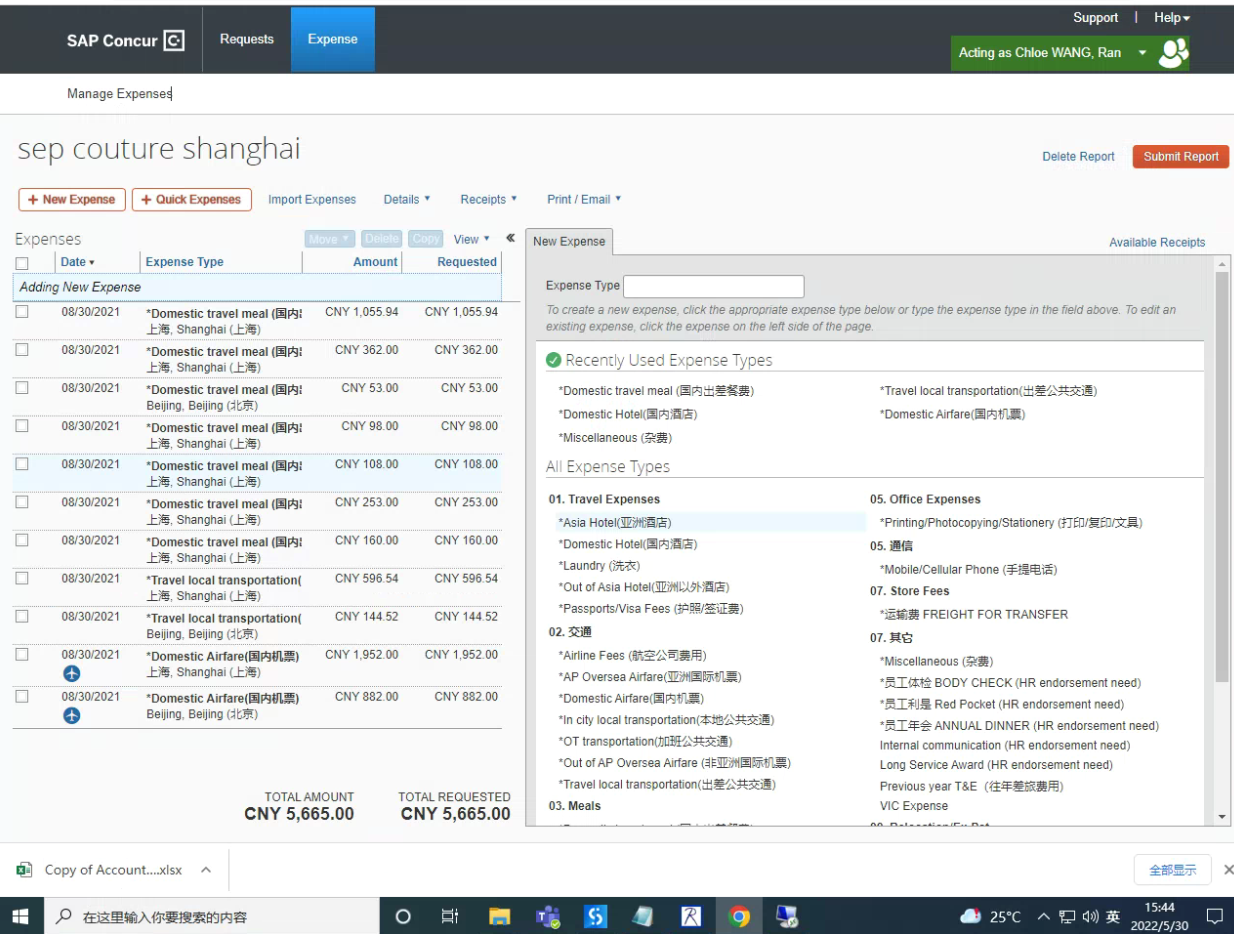 Support | Help
SAP Concur
Requests
Expense
Acting as Chloe WANG, Ran
Manage Expenses
sep couture shanghai
Delete Report
Submit Report
+ New Expense
+ Quick Expenses
Import Expenses
Details
Receipts
Print / Email
Expenses
Move
Delete
Copy
View
«
New Expense
Available Receipts
Date Expense Type Amount Requested
Adding New Expense
08/30/2021 *Domestic travel meal (国内 CNY 1,055.94 CNY 1,055.94
上海, Shanghai (上海)
08/30/2021 *Domestic travel meal (国内 CNY 362.00 CNY 362.00
上海, Shanghai (上海)
08/30/2021 *Domestic travel meal (国内 CNY 53.00 CNY 53.00
Beijing, Beijing (北京)
08/30/2021 *Domestic travel meal (国内 CNY 98.00 CNY 98.00
上海, Shanghai (上海)
08/30/2021 *Domestic travel meal (国内 CNY 108.00 CNY 108.00
上海, Shanghai (上海)
08/30/2021 *Domestic travel meal (国内 CNY 253.00 CNY 253.00
上海, Shanghai (上海)
08/30/2021 *Domestic travel meal (国内 CNY 160.00 CNY 160.00
上海, Shanghai (上海)
08/30/2021 *Travel local transportation( CNY 596.54 CNY 596.54
上海, Shanghai (上海)
08/30/2021 *Travel local transportation( CNY 144.52 CNY 144.52
Beijing, Beijing (北京)
08/30/2021 *Domestic Airfare(国内机票) CNY 1,952.00 CNY 1,952.00
上海, Shanghai (上海)
08/30/2021 *Domestic Airfare(国内机票) CNY 882.00 CNY 882.00
Beijing, Beijing (北京)
TOTAL AMOUNT TOTAL REQUESTED
CNY 5,665.00 CNY 5,665.00
Expense Type
To create a new expense, click the appropriate expense type below or type the expense type in the field above. To edit an
existing expense, click the expense on the left side of the page.
Recently Used Expense Types
*Domestic travel meal (国内出差餐费)
*Domestic Hotel(国内酒店)
*Miscellaneous (杂费)
*Travel local transportation(出差公共交通)
*Domestic Airfare(国内机票)
All Expense Types
01. Travel Expenses
*Asia Hotel(亚洲酒店)
*Domestic Hotel(国内酒店)
*Laundry (洗衣)
*Out of Asia Hotel(亚洲以外酒店)
*Passports/Visa Fees (护照/签证费)
02. 交通
*Airline Fees (航空公司费用)
*AP Oversea Airfare(亚洲国际机票)
*Domestic Airfare(国内机票)
*In city local transportation(本地公共交通)
*OT transportation(加班公共交通)
*Out of AP Oversea Airfare (非亚洲国际机票)
*Travel local transportation(出差公共交通)
03. Meals
05. Office Expenses
*Printing/Photocopying/Stationery (打印/复印/文具)
05. 通信
*Mobile/Cellular Phone (手提电话)
07. Store Fees
*运输费 FREIGHT FOR TRANSFER
07. 其它
*Miscellaneous (杂费)
*员工体检 BODY CHECK (HR endorsement need)
*员工利是 Red Pocket (HR endorsement need)
*员工年会 ANNUAL DINNER (HR endorsement need)
Internal communication (HR endorsement need)
Long Service Award (HR endorsement need)
Previous year T&E（往年差旅费用)
VIC Expense
Copy of Account....xlsx
全部显示
在这里输入你要搜索的内容
25°C
英
15:44
2022/5/30